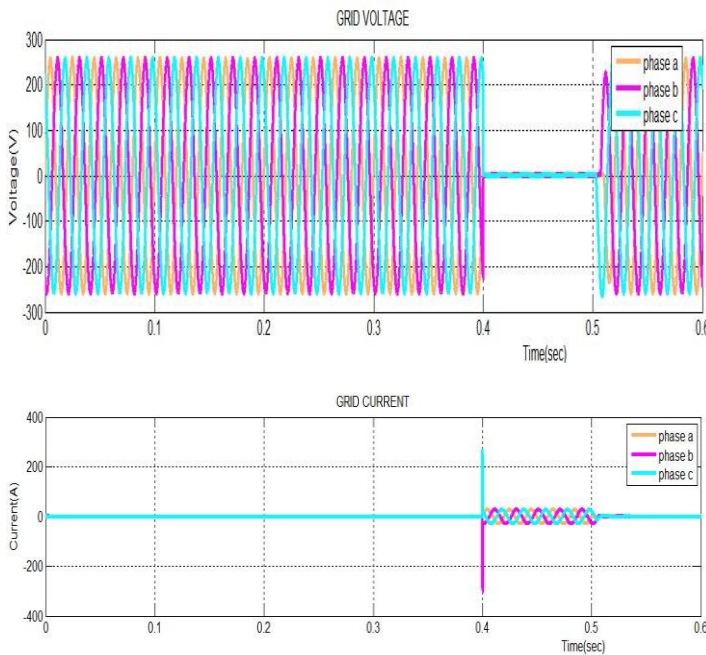 GRID VOLTAGE
300
200
100
0
-100
-200
-300
Voltage(V)
phase a
phase b
phase c
0
0.1
0.2
0.3
0.4
0.5
0.6
Time(sec)
GRID CURRENT
400
200
0
-200
-400
Current(A)
phase a
phase b
phase c
0
0.1
0.2
0.3
0.4
0.5
0.6
Time(sec)